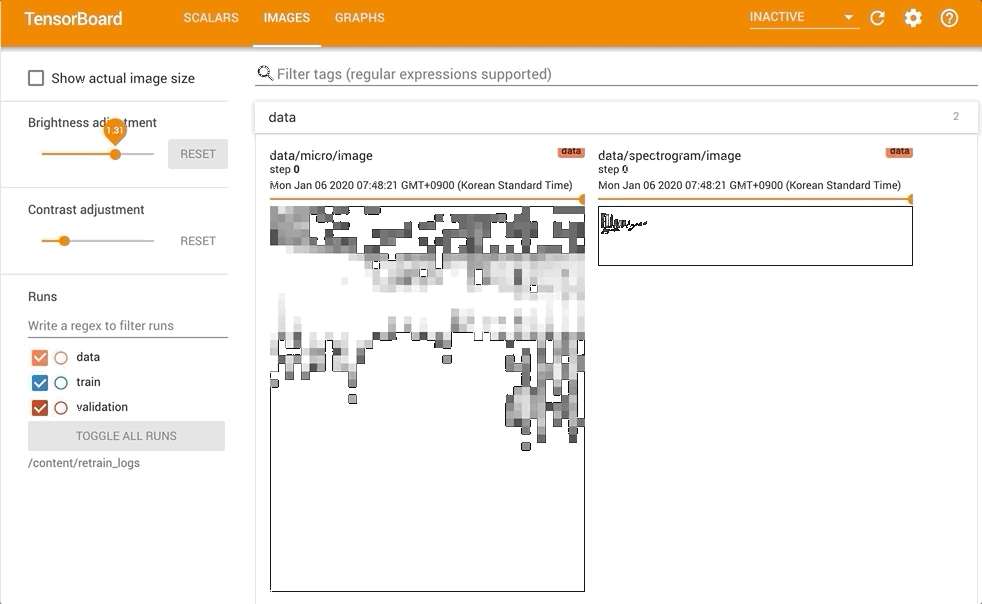 TensorBoard SCALARS IMAGES GRAPHS INACTIVE
Show actual image size
Filter tags (regular expressions supported)
Brightness adjustment
1.31
RESET
Contrast adjustment
RESET
Runs
Write a regex to filter runs
data
train
validation
TOGGLE ALL RUNS
/content/retrain_logs
data 2
data/micro/image data
step 0
Mon Jan 06 2020 07:48:21 GMT+0900 (Korean Standard Time)
data/spectrogram/image data
step 0
Mon Jan 06 2020 07:48:21 GMT+0900 (Korean Standard Time)